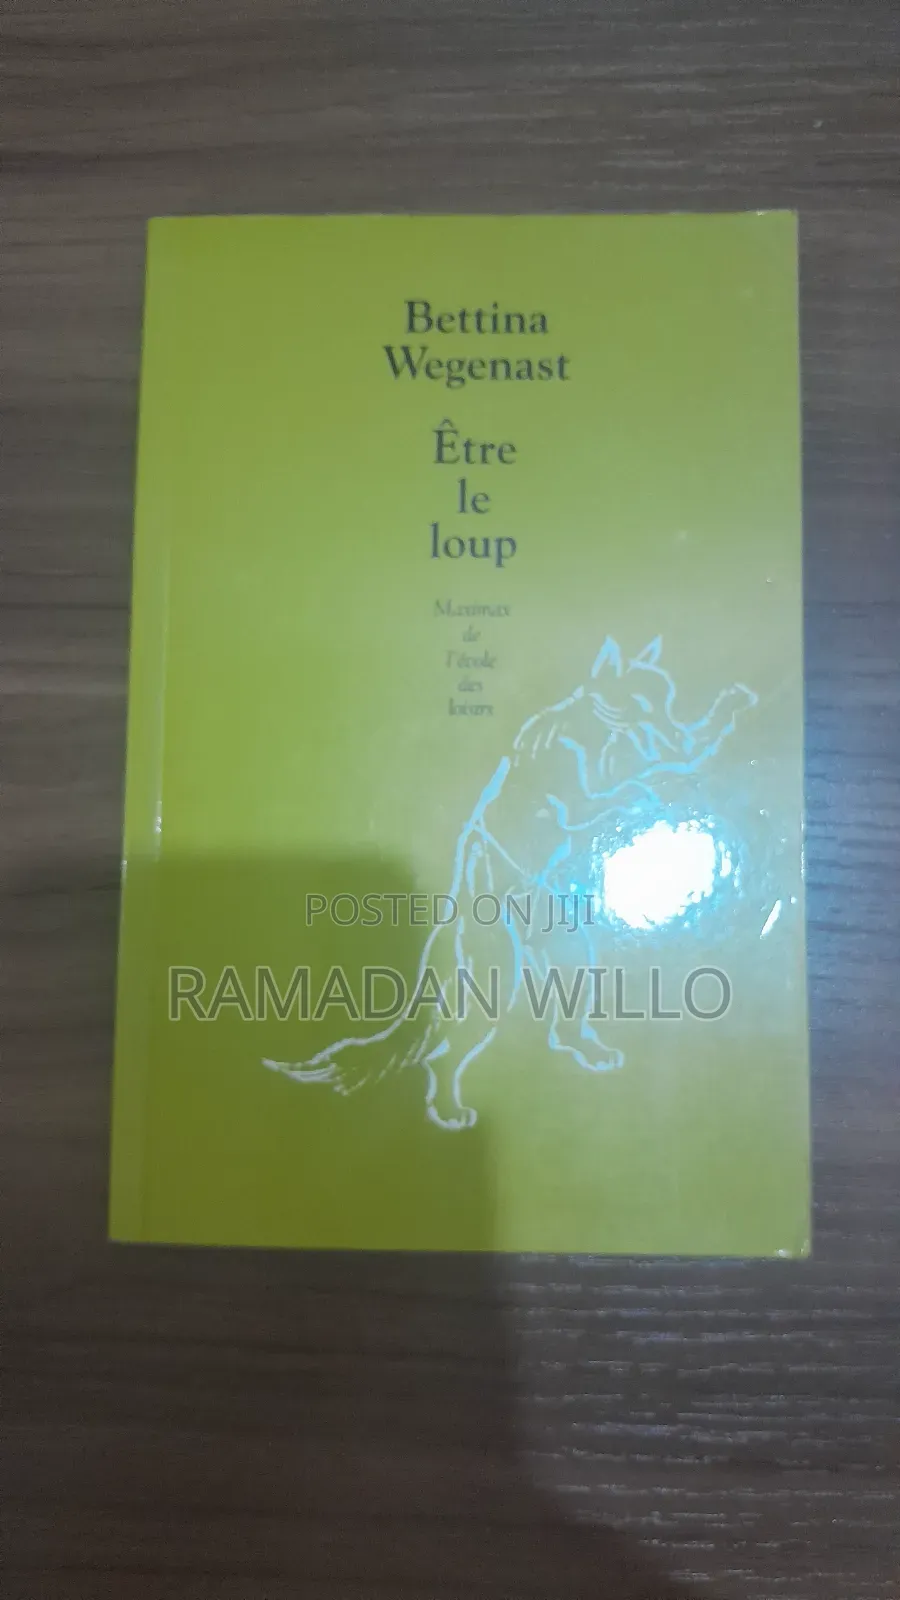 Bettina
Wegenast
Être
le
loup
Maximax
de
l'école
des
loisirs
POSTED ON JIJI
RAMADAN WILLO